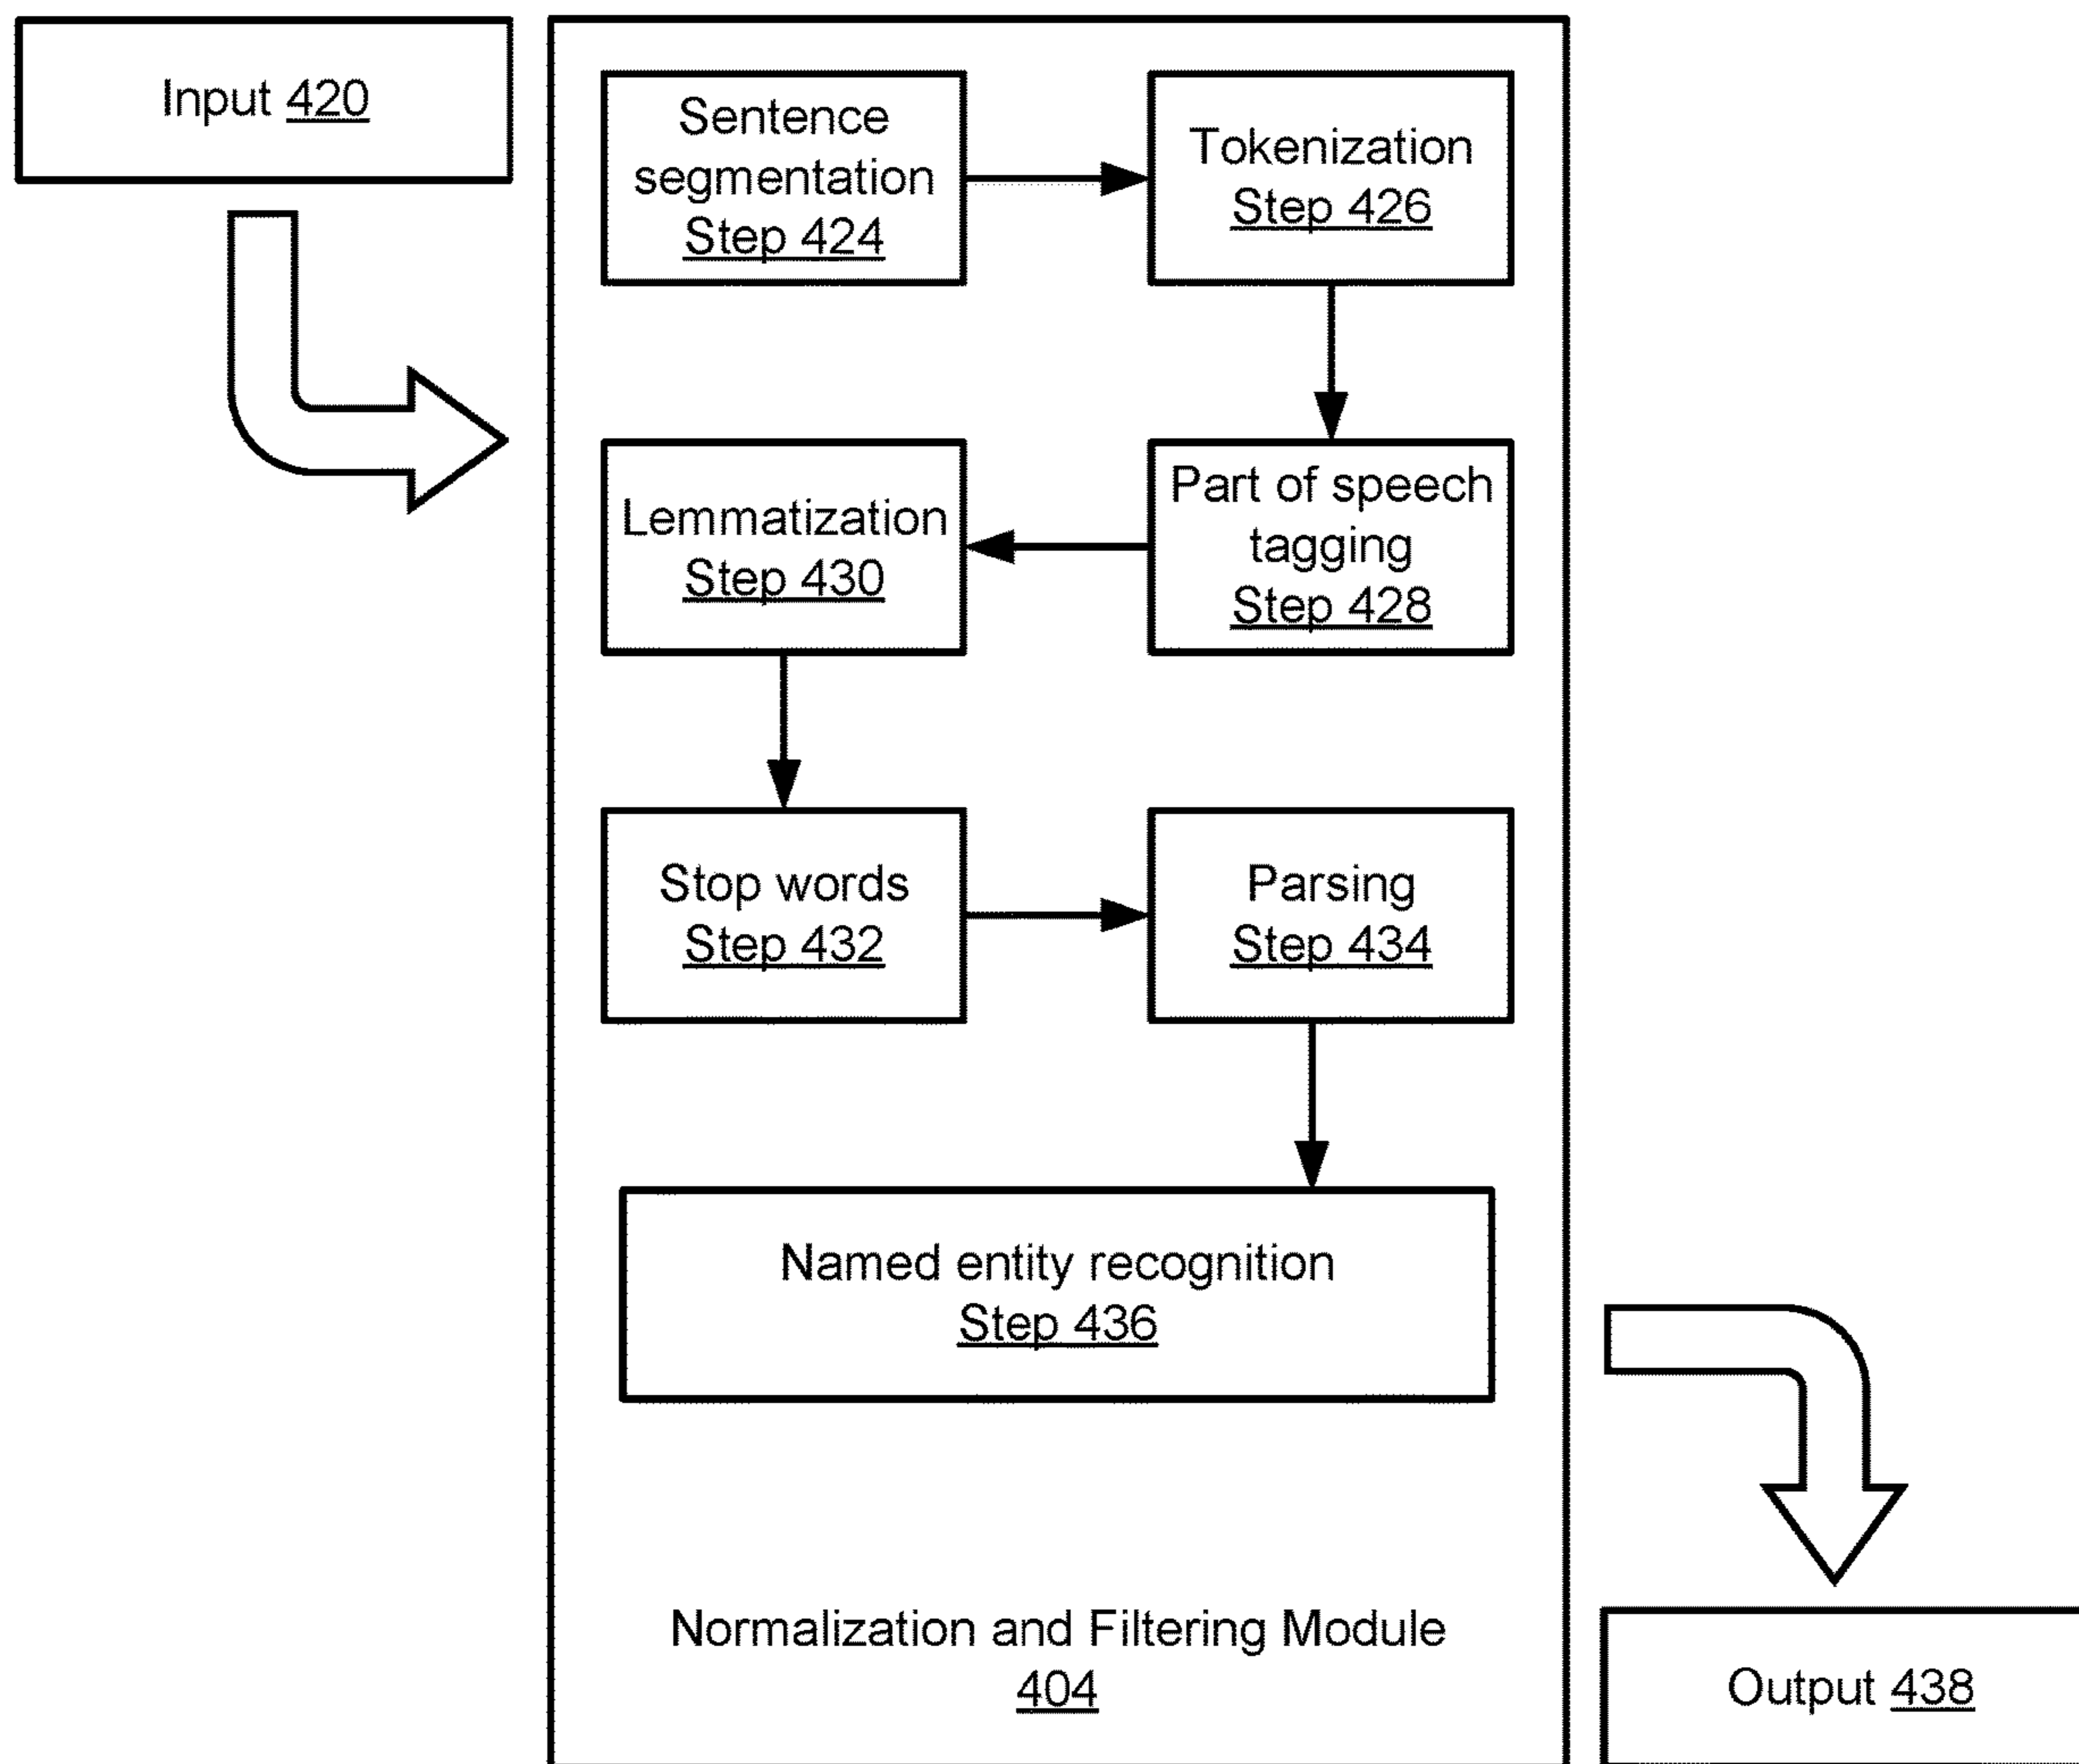 Input 420
Sentence
segmentation
Step 424
Tokenization
Step 426
Part of speech
tagging
Step 428
Lemmatization
Step 430
Stop words
Step 432
Parsing
Step 434
Named entity recognition
Step 436
Normalization and Filtering Module
404
Output 438